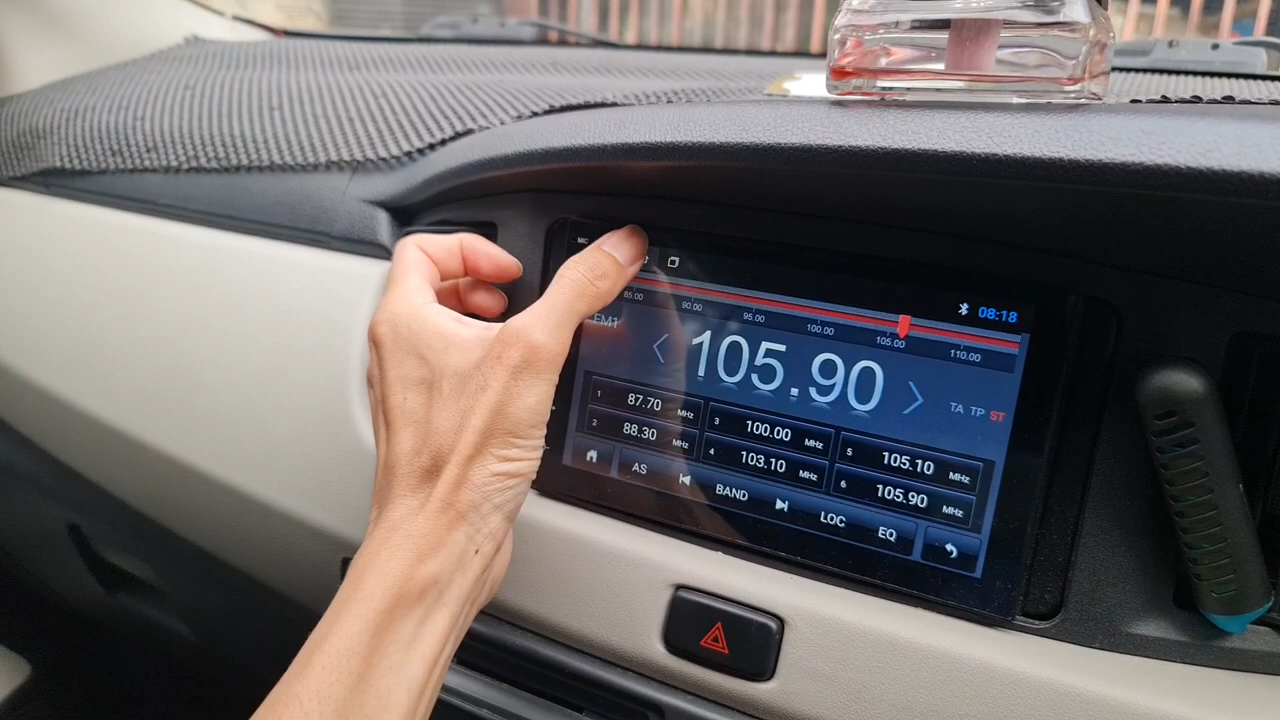 MIC
08:18
85.00 90.00 95.00 100.00 105.00 110.00
FM1
105.90
TA TP ST
1 87.70 MHz 3 100.00 MHz 5 105.10 MHz
2 88.30 MHz 4 103.10 MHz 6 105.90 MHz
AS BAND LOC EQ